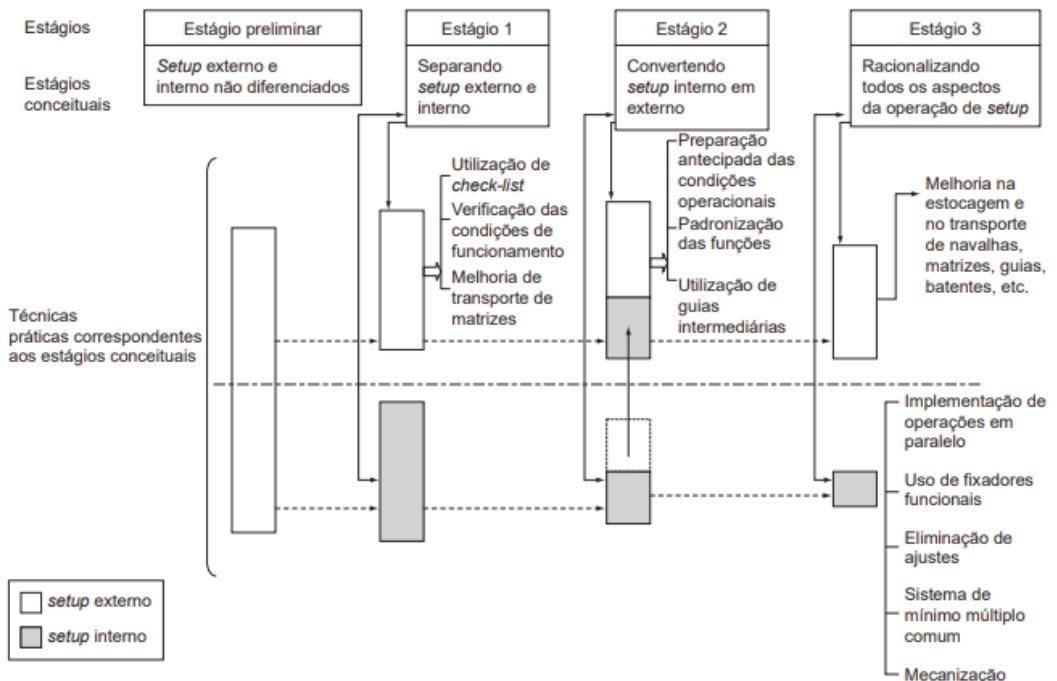 Estágios
Estágio preliminar
Estágio 1
Estágio 2
Estágio 3
Estágios
conceituais
Setup externo e
interno não diferenciados
Separando
setup externo e
interno
Convertendo
setup interno em
externo
Racionalizando
todos os aspectos
da operação de setup
Técnicas
práticas correspondentes
aos estágios conceituais
Utilização de
check-list
Verificação das
condições de
funcionamento
Melhoria de
transporte de
matrizes
Preparação
antecipada das
condições
operacionais
Padronização
das funções
Utilização de
guias
intermediárias
Melhoria na
estocagem e
no transporte
de navalhas,
matrizes, guias,
batentes, etc.
Implementação de
operações em
paralelo
Uso de fixadores
funcionais
Eliminação de
ajustes
Sistema de
mínimo múltiplo
comum
Mecanização
setup externo
setup interno